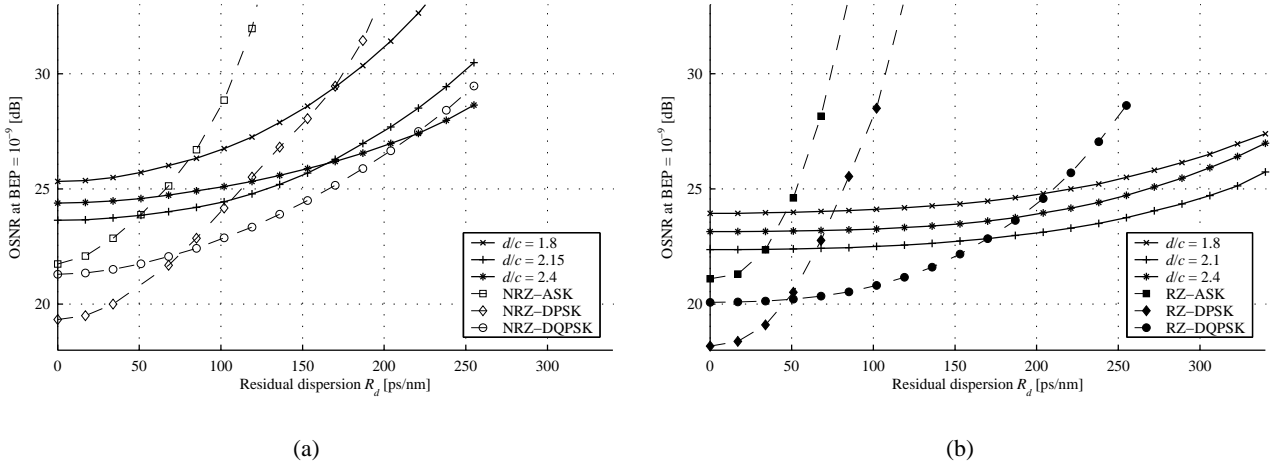 30
25
20
OSNR at BEP = 10⁻⁹ [dB]
0 50 100 150 200 250 300
Residual dispersion R_d [ps/nm]
d/c = 1.8
d/c = 2.15
d/c = 2.4
NRZ−ASK
NRZ−DPSK
NRZ−DQPSK
(a)
30
25
20
OSNR at BEP = 10⁻⁹ [dB]
0 50 100 150 200 250 300
Residual dispersion R_d [ps/nm]
d/c = 1.8
d/c = 2.1
d/c = 2.4
RZ−ASK
RZ−DPSK
RZ−DQPSK
(b)